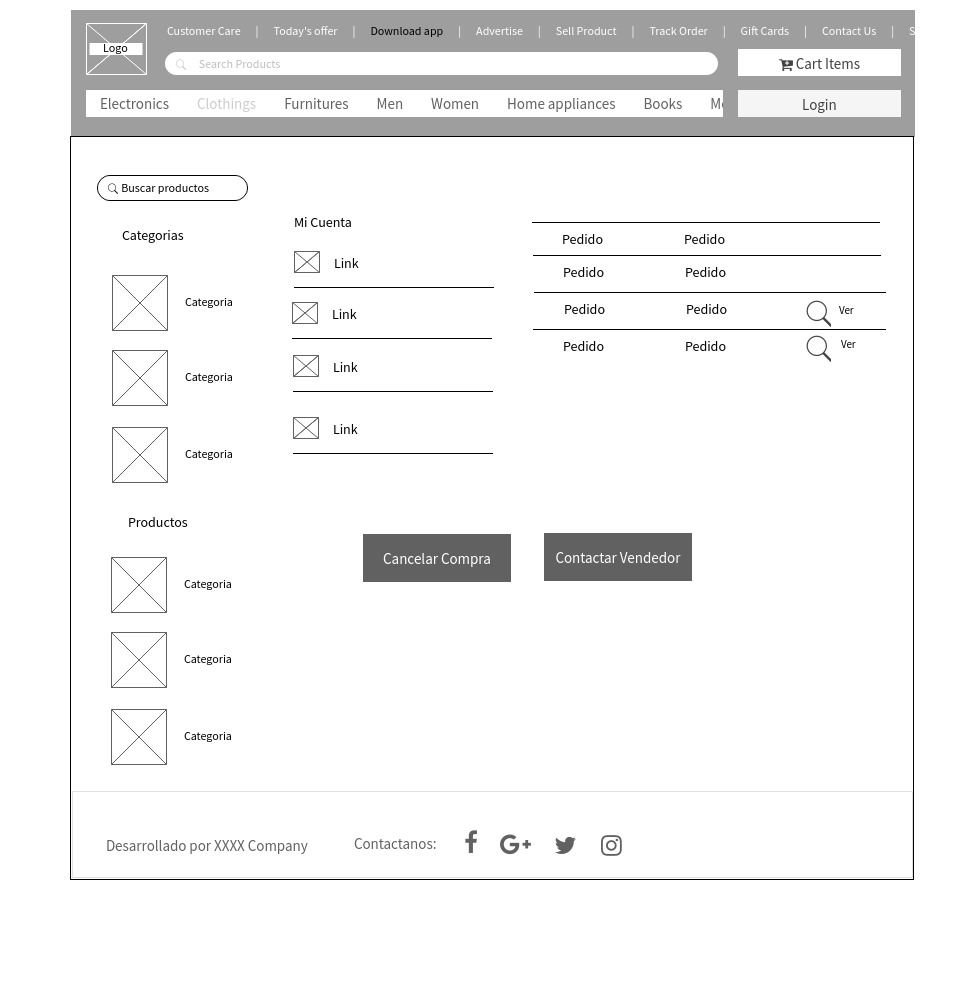 Customer Care | Today's offer | Download app | Advertise | Sell Product | Track Order | Gift Cards | Contact Us | S
Logo
Search Products
Cart Items
Electronics Clothings Furnitures Men Women Home appliances Books Mo
Login
Buscar productos
Categorias
Categoria
Categoria
Categoria
Productos
Categoria
Categoria
Categoria
Mi Cuenta
Link
Link
Link
Link
Pedido Pedido
Pedido Pedido
Pedido Pedido Ver
Pedido Pedido Ver
Cancelar Compra
Contactar Vendedor
Desarrollado por XXXX Company
Contactanos: